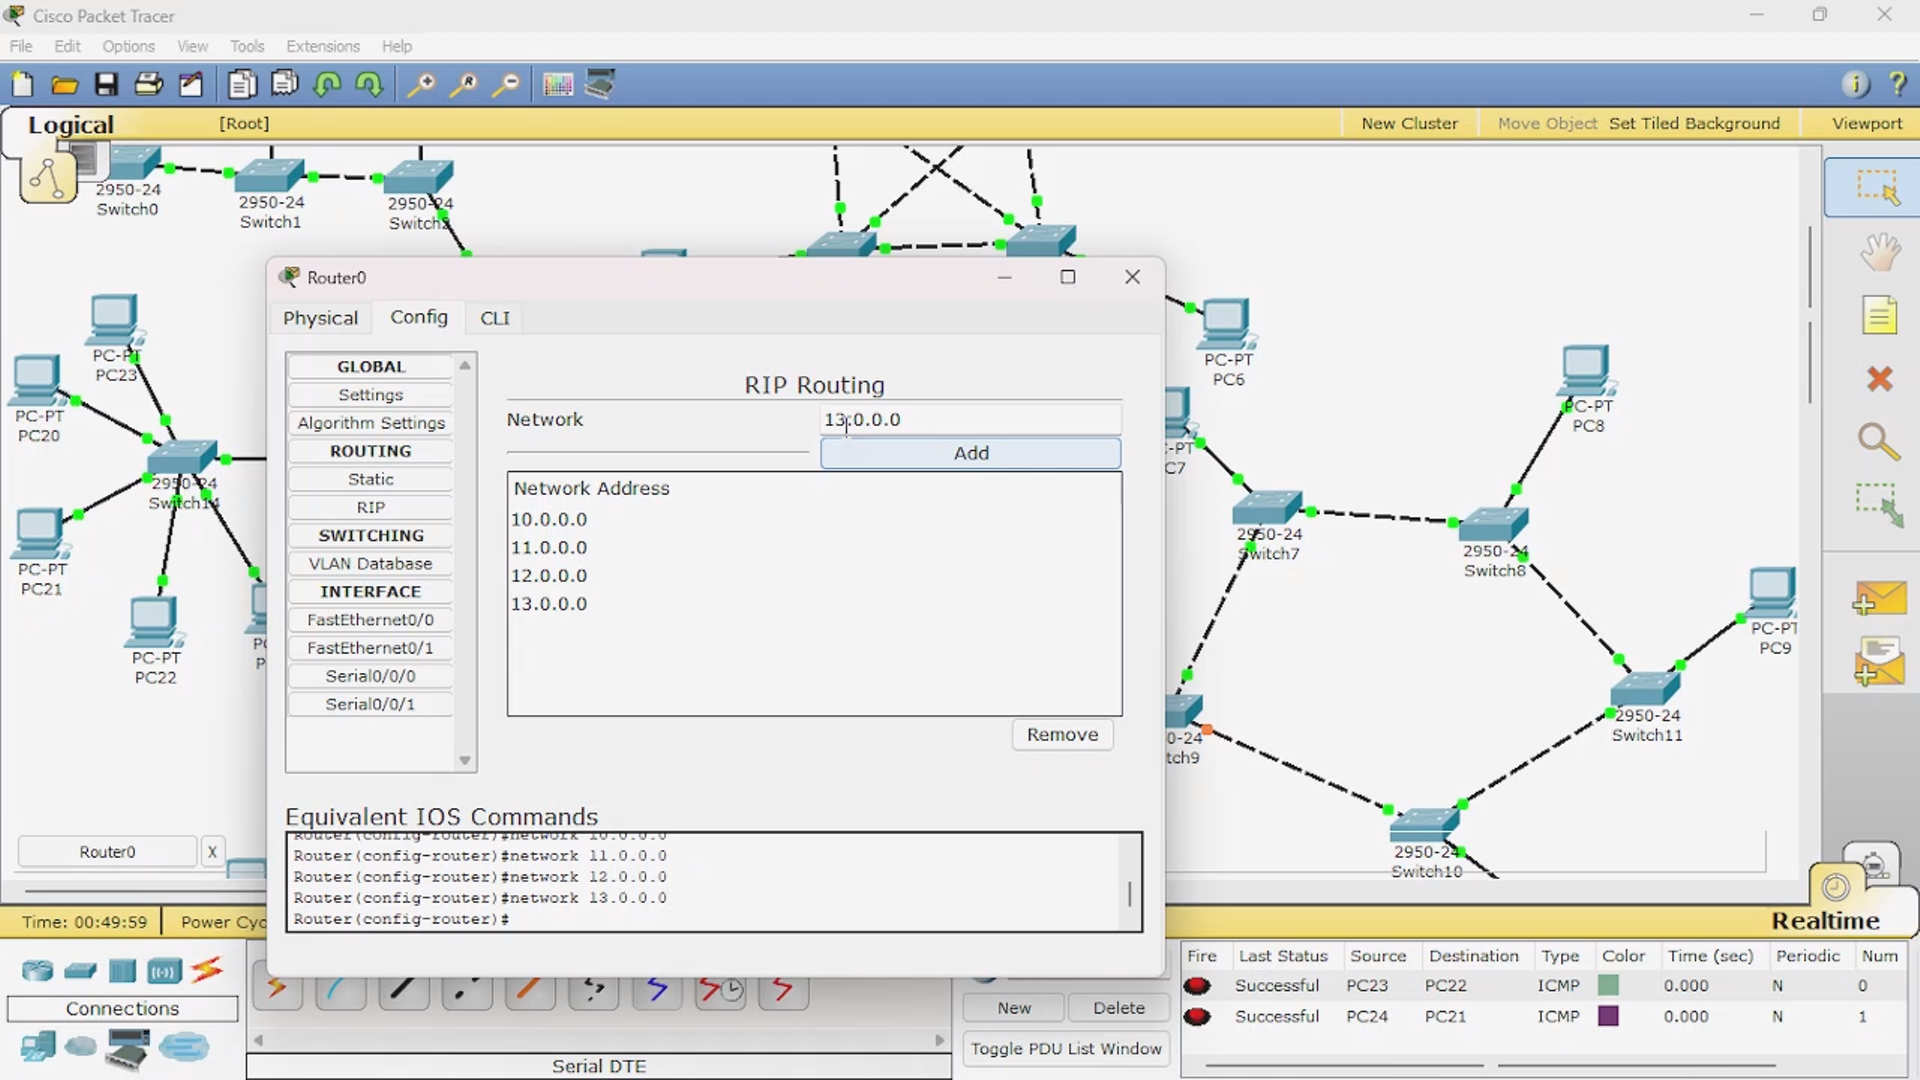 Cisco Packet Tracer
File Edit Options View Tools Extensions Help
Logical [Root] New Cluster Move Object Set Tiled Background Viewport
2950-24
Switch0
2950-24
Switch1
2950-24
Switch2
PC-PT
PC23
PC-PT
PC20
2950-24
Switch14
PC-PT
PC21
PC-PT
PC22
Router0
Physical Config CLI
GLOBAL
Settings
Algorithm Settings
ROUTING
Static
RIP
SWITCHING
VLAN Database
INTERFACE
FastEthernet0/0
FastEthernet0/1
Serial0/0/0
Serial0/0/1
RIP Routing
Network 13.0.0.0
Add
Network Address
10.0.0.0
11.0.0.0
12.0.0.0
13.0.0.0
Remove
Equivalent IOS Commands
Router(config-router)#network 10.0.0.0
Router(config-router)#network 11.0.0.0
Router(config-router)#network 12.0.0.0
Router(config-router)#network 13.0.0.0
Router(config-router)#
PC-PT
PC6
PC-PT
PC8
-PT
C7
2950-24
Switch7
2950-24
Switch8
PC-PT
PC9
0-24
tch9
2950-24
Switch11
2950-24
Switch10
Router0 X
Time: 00:49:59 Power Cyc
Realtime
Connections
Serial DTE
New Delete
Toggle PDU List Window
Fire Last Status Source Destination Type Color Time (sec) Periodic Num
Successful PC23 PC22 ICMP 0.000 N 0
Successful PC24 PC21 ICMP 0.000 N 1